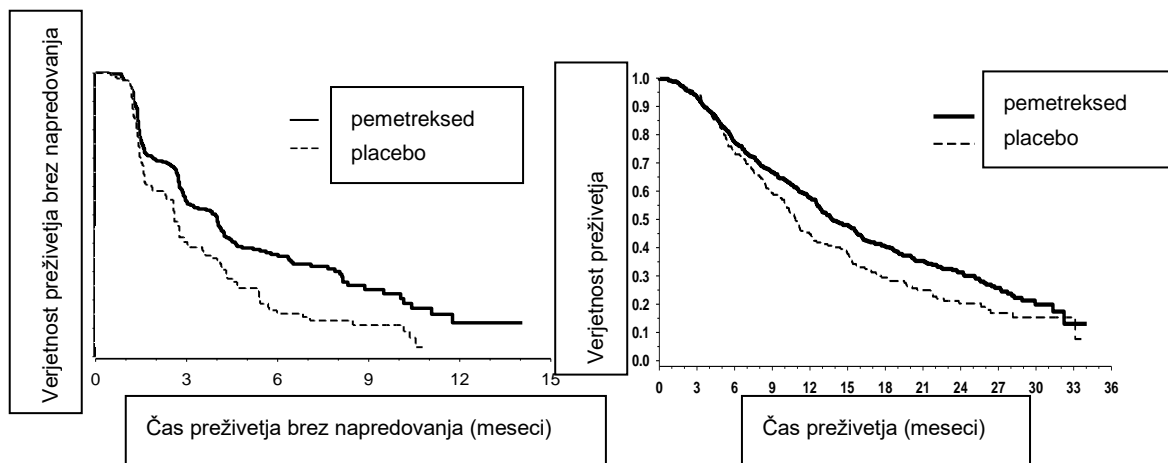 Verjetnost preživetja brez napredovanja
pemetreksed
placebo
0 3 6 9 12 15
Čas preživetja brez napredovanja (meseci)
Verjetnost preživetja
1.0
0.9
0.8
0.7
0.6
0.5
0.4
0.3
0.2
0.1
0.0
pemetreksed
placebo
0 3 6 9 12 15 18 21 24 27 30 33 36
Čas preživetja (meseci)